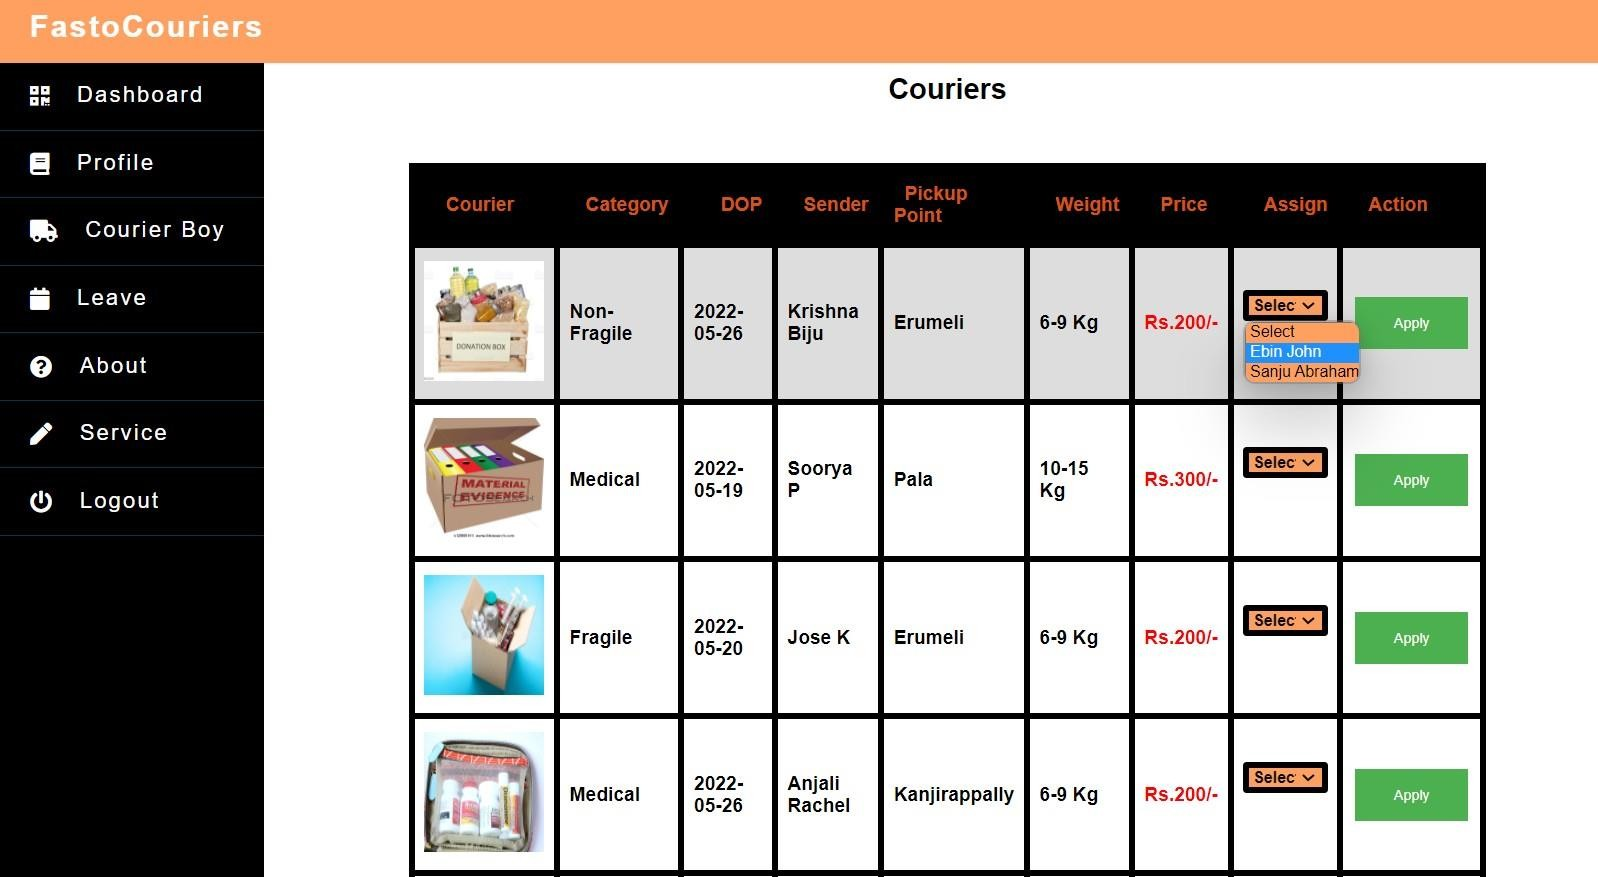 FastoCouriers
Dashboard
Profile
Courier Boy
Leave
About
Service
Logout
Couriers
Courier
Category
DOP
Sender
Pickup
Point
Weight
Price
Assign
Action
DONATION BOX
Non-
Fragile
2022-
05-26
Krishna
Biju
Erumeli
6-9 Kg
Rs.200/-
Selec
Select
Ebin John
Sanju Abraham
Apply
MATERIAL
EVIDENCE
Medical
2022-
05-19
Soorya
P
Pala
10-15
Kg
Rs.300/-
Selec
Apply
Fragile
2022-
05-20
Jose K
Erumeli
6-9 Kg
Rs.200/-
Selec
Apply
Medical
2022-
05-26
Anjali
Rachel
Kanjirappally
6-9 Kg
Rs.200/-
Selec
Apply